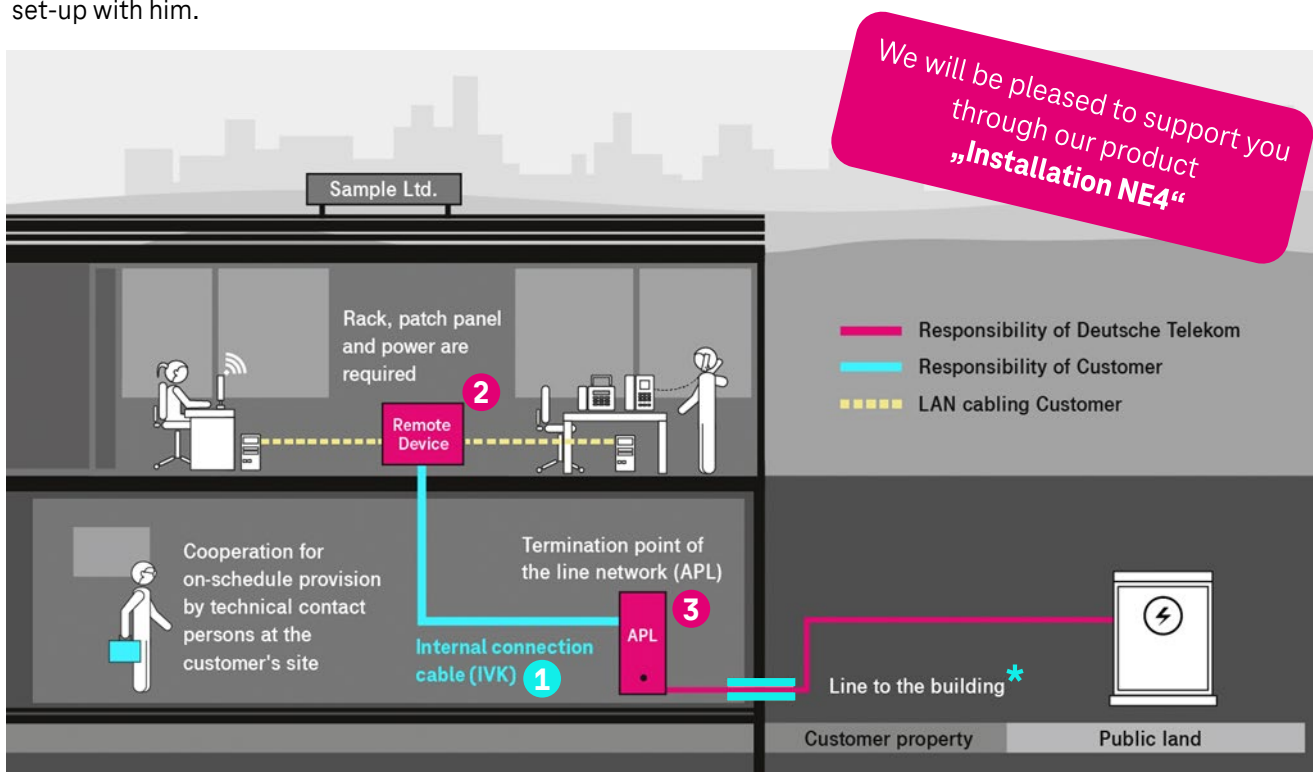 set-up with him.
We will be pleased to support you
through our product
„Installation NE4“
Sample Ltd.
Rack, patch panel
and power are
required
2
Remote
Device
Responsibility of Deutsche Telekom
Responsibility of Customer
LAN cabling Customer
Cooperation for
on-schedule provision
by technical contact
persons at the
customer's site
Termination point of
the line network (APL)
3
APL
Internal connection
cable (IVK)
1
Line to the building*
Customer property
Public land